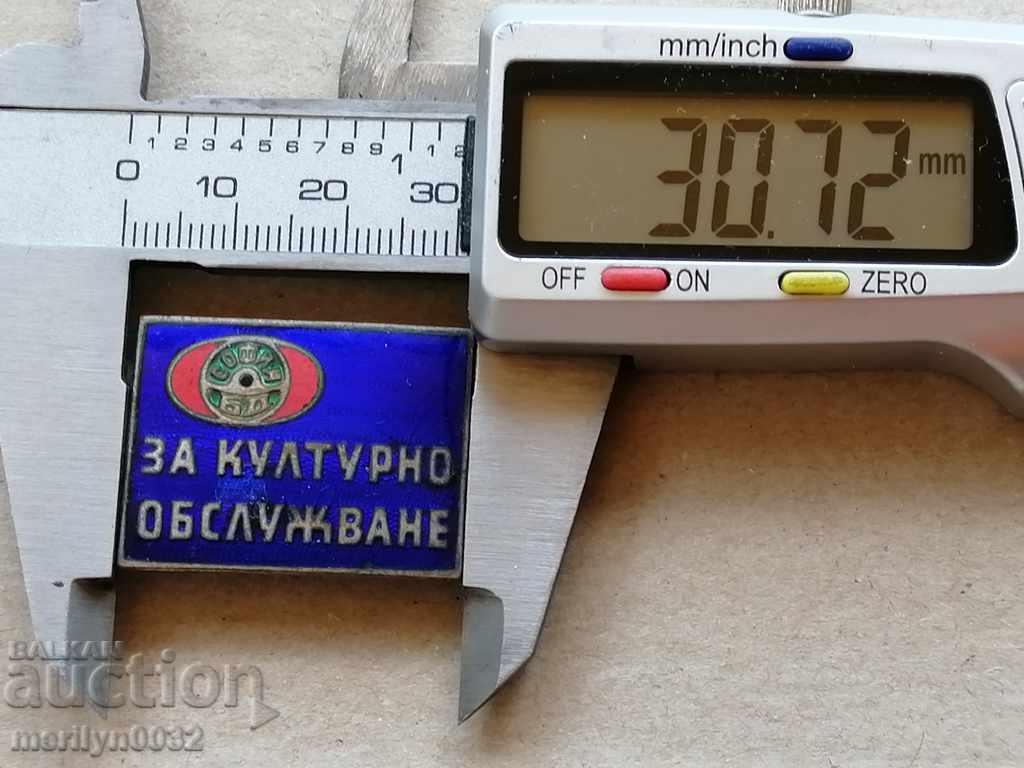 mm/inch
30.72 mm
OFF ON ZERO
0 1 2 3 4 5 6 7 8 9 1 1 2
0 10 20 30
ЗА КУЛТУРНО
ОБСЛУЖВАНЕ
BALKAN
auction
merilyn0032